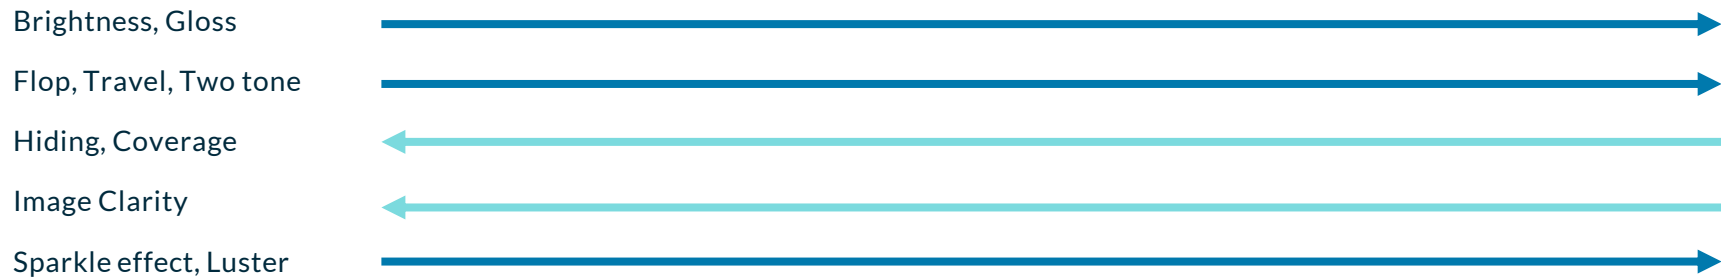 Brightness, Gloss
Flop, Travel, Two tone
Hiding, Coverage
Image Clarity
Sparkle effect, Luster